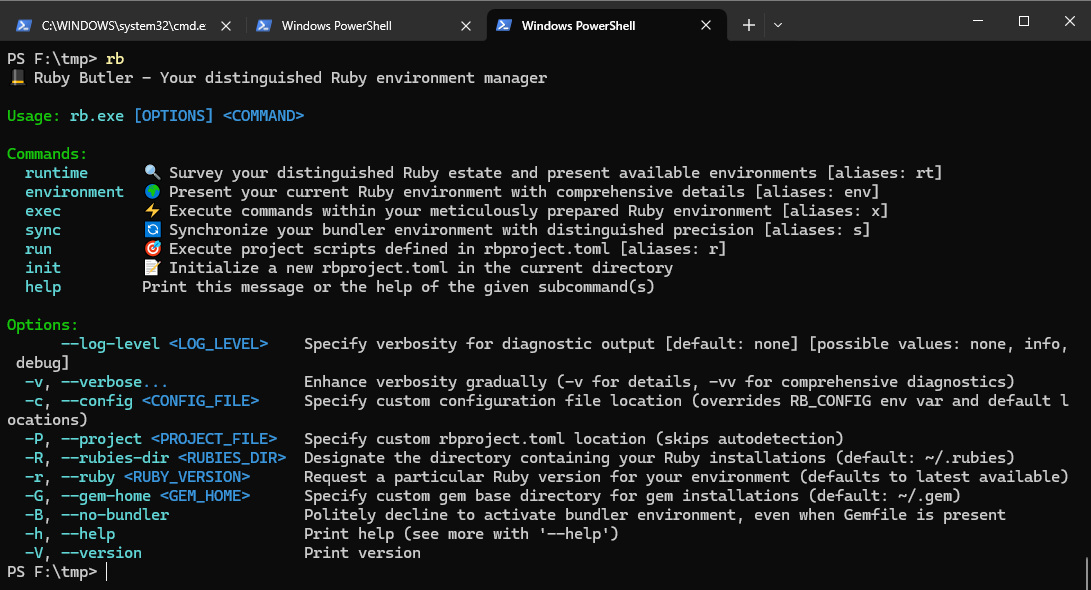 C:\WINDOWS\system32\cmd.e
Windows PowerShell
Windows PowerShell
PS F:\tmp> rb
Ruby Butler - Your distinguished Ruby environment manager
Usage: rb.exe [OPTIONS] <COMMAND>
Commands:
runtime 🔍 Survey your distinguished Ruby estate and present available environments [aliases: rt]
environment 🌍 Present your current Ruby environment with comprehensive details [aliases: env]
exec ⚡ Execute commands within your meticulously prepared Ruby environment [aliases: x]
sync 🔄 Synchronize your bundler environment with distinguished precision [aliases: s]
run 🎯 Execute project scripts defined in rbproject.toml [aliases: r]
init 📝 Initialize a new rbproject.toml in the current directory
help Print this message or the help of the given subcommand(s)
Options:
--log-level <LOG_LEVEL> Specify verbosity for diagnostic output [default: none] [possible values: none, info,
debug]
-v, --verbose... Enhance verbosity gradually (-v for details, -vv for comprehensive diagnostics)
-c, --config <CONFIG_FILE> Specify custom configuration file location (overrides RB_CONFIG env var and default l
ocations)
-P, --project <PROJECT_FILE> Specify custom rbproject.toml location (skips autodetection)
-R, --rubies-dir <RUBIES_DIR> Designate the directory containing your Ruby installations (default: ~/.rubies)
-r, --ruby <RUBY_VERSION> Request a particular Ruby version for your environment (defaults to latest available)
-G, --gem-home <GEM_HOME> Specify custom gem base directory for gem installations (default: ~/.gem)
-B, --no-bundler Politely decline to activate bundler environment, even when Gemfile is present
-h, --help Print help (see more with '--help')
-V, --version Print version
PS F:\tmp>